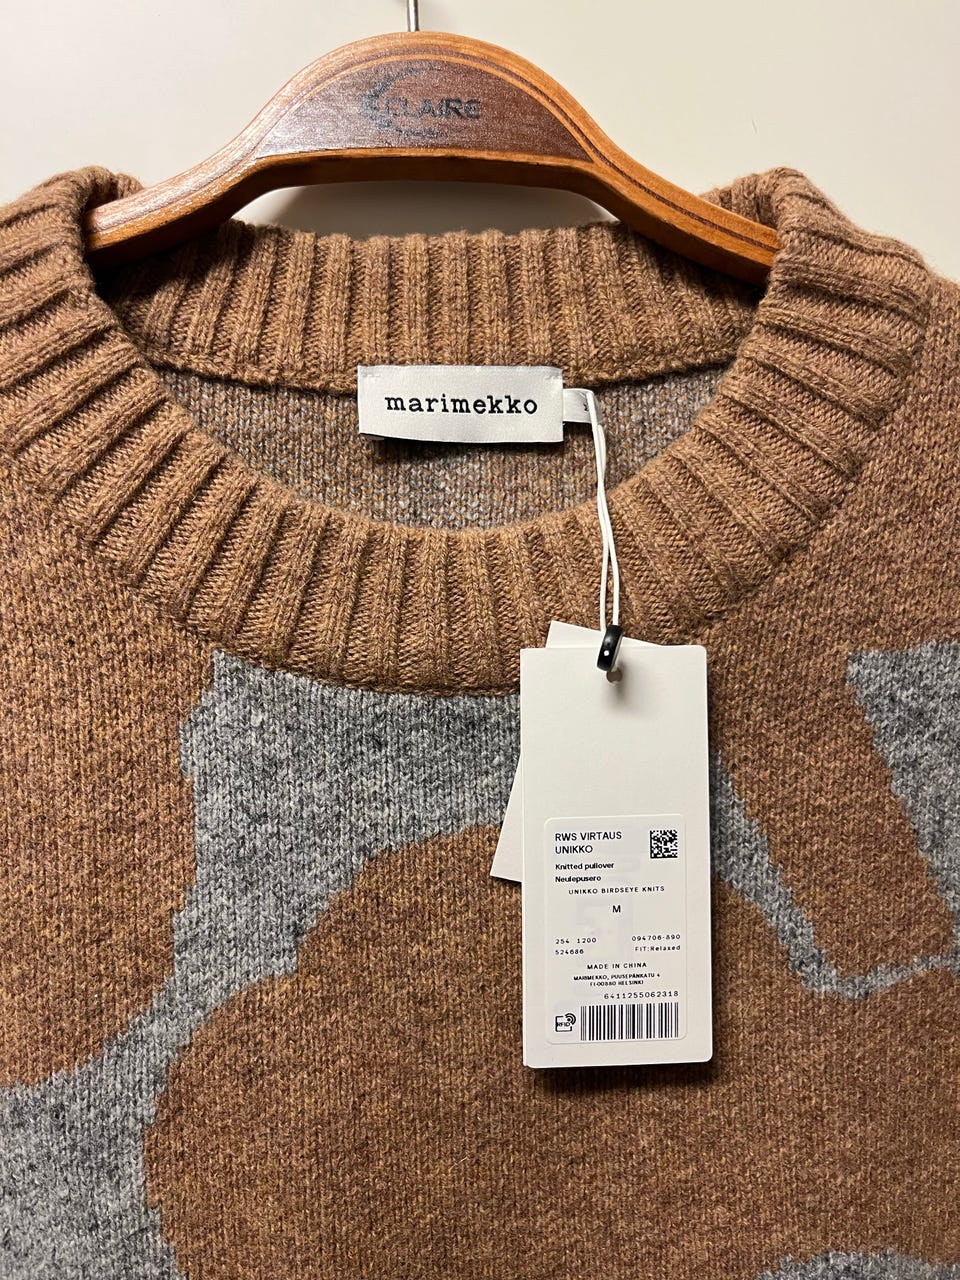 ECLAIRE
marimekko
RWS VIRTAUS
UNIKKO
Knitted pullover
Neulepusero
UNIKKO BIRDSEYE KNITS
M
254 1200 094706-890
524686 FIT:Relaxed
MADE IN CHINA
MARIMEKKO, PUUSEPÄNKATU 4
FI-00880 HELSINKI
6411255062318
RFID